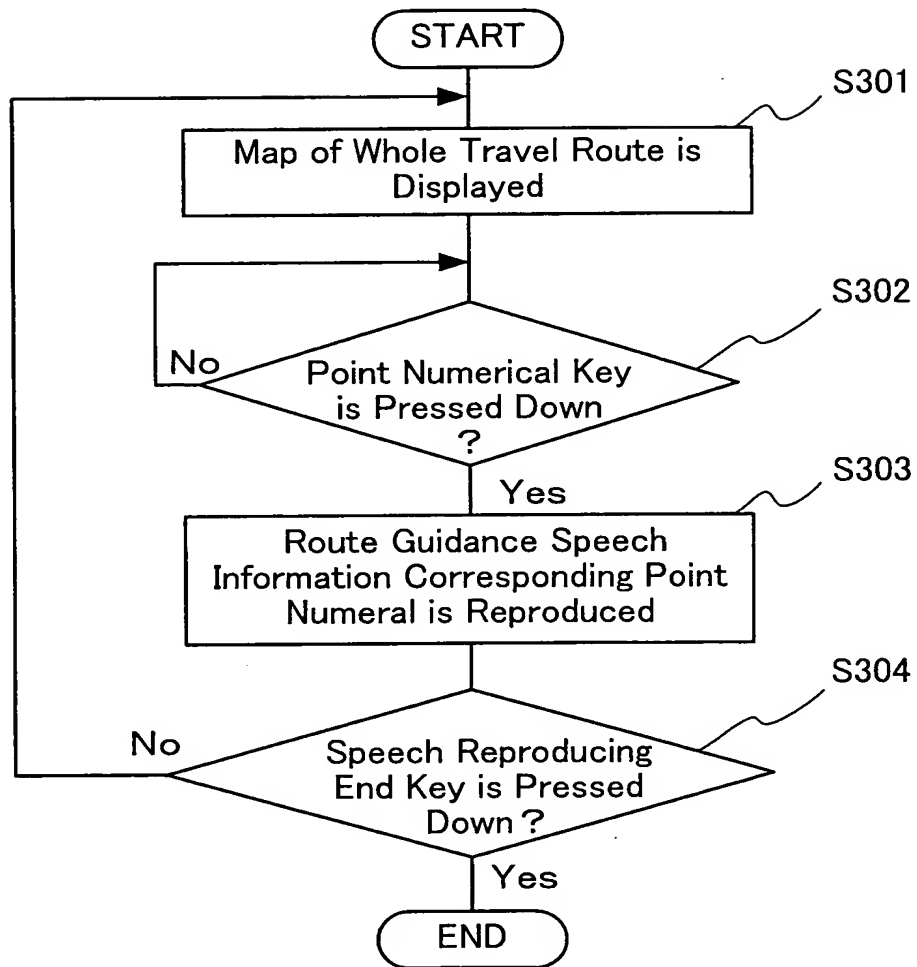 START
S301
Map of Whole Travel Route is
Displayed
S302
No
Point Numerical Key
is Pressed Down
?
Yes
S303
Route Guidance Speech
Information Corresponding Point
Numeral is Reproduced
S304
No
Speech Reproducing
End Key is Pressed
Down ?
Yes
END